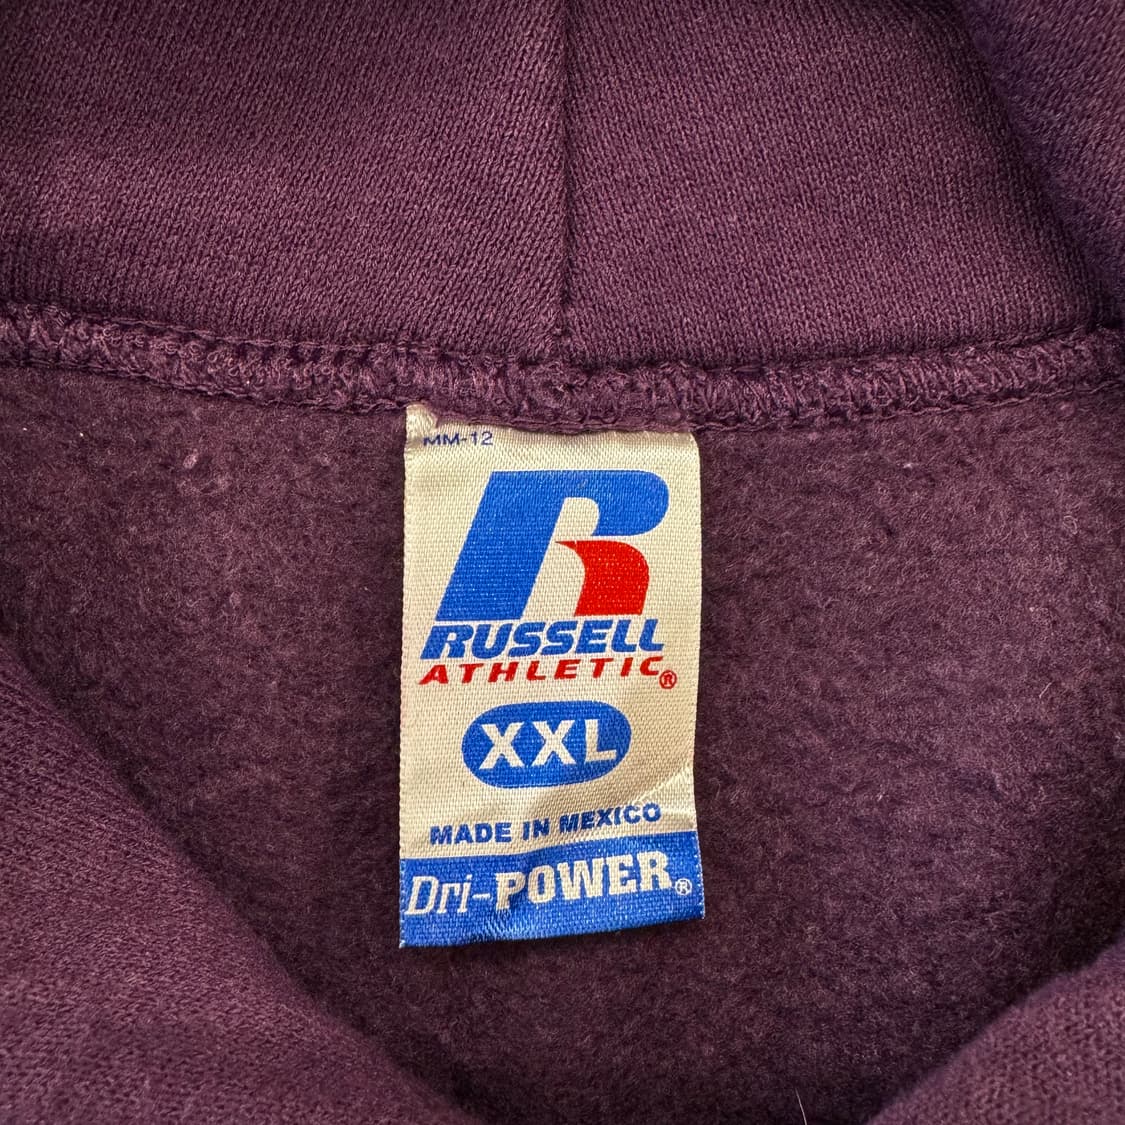 MM-12
R
RUSSELL
ATHLETIC®
XXL
MADE IN MEXICO
Dri-POWER®